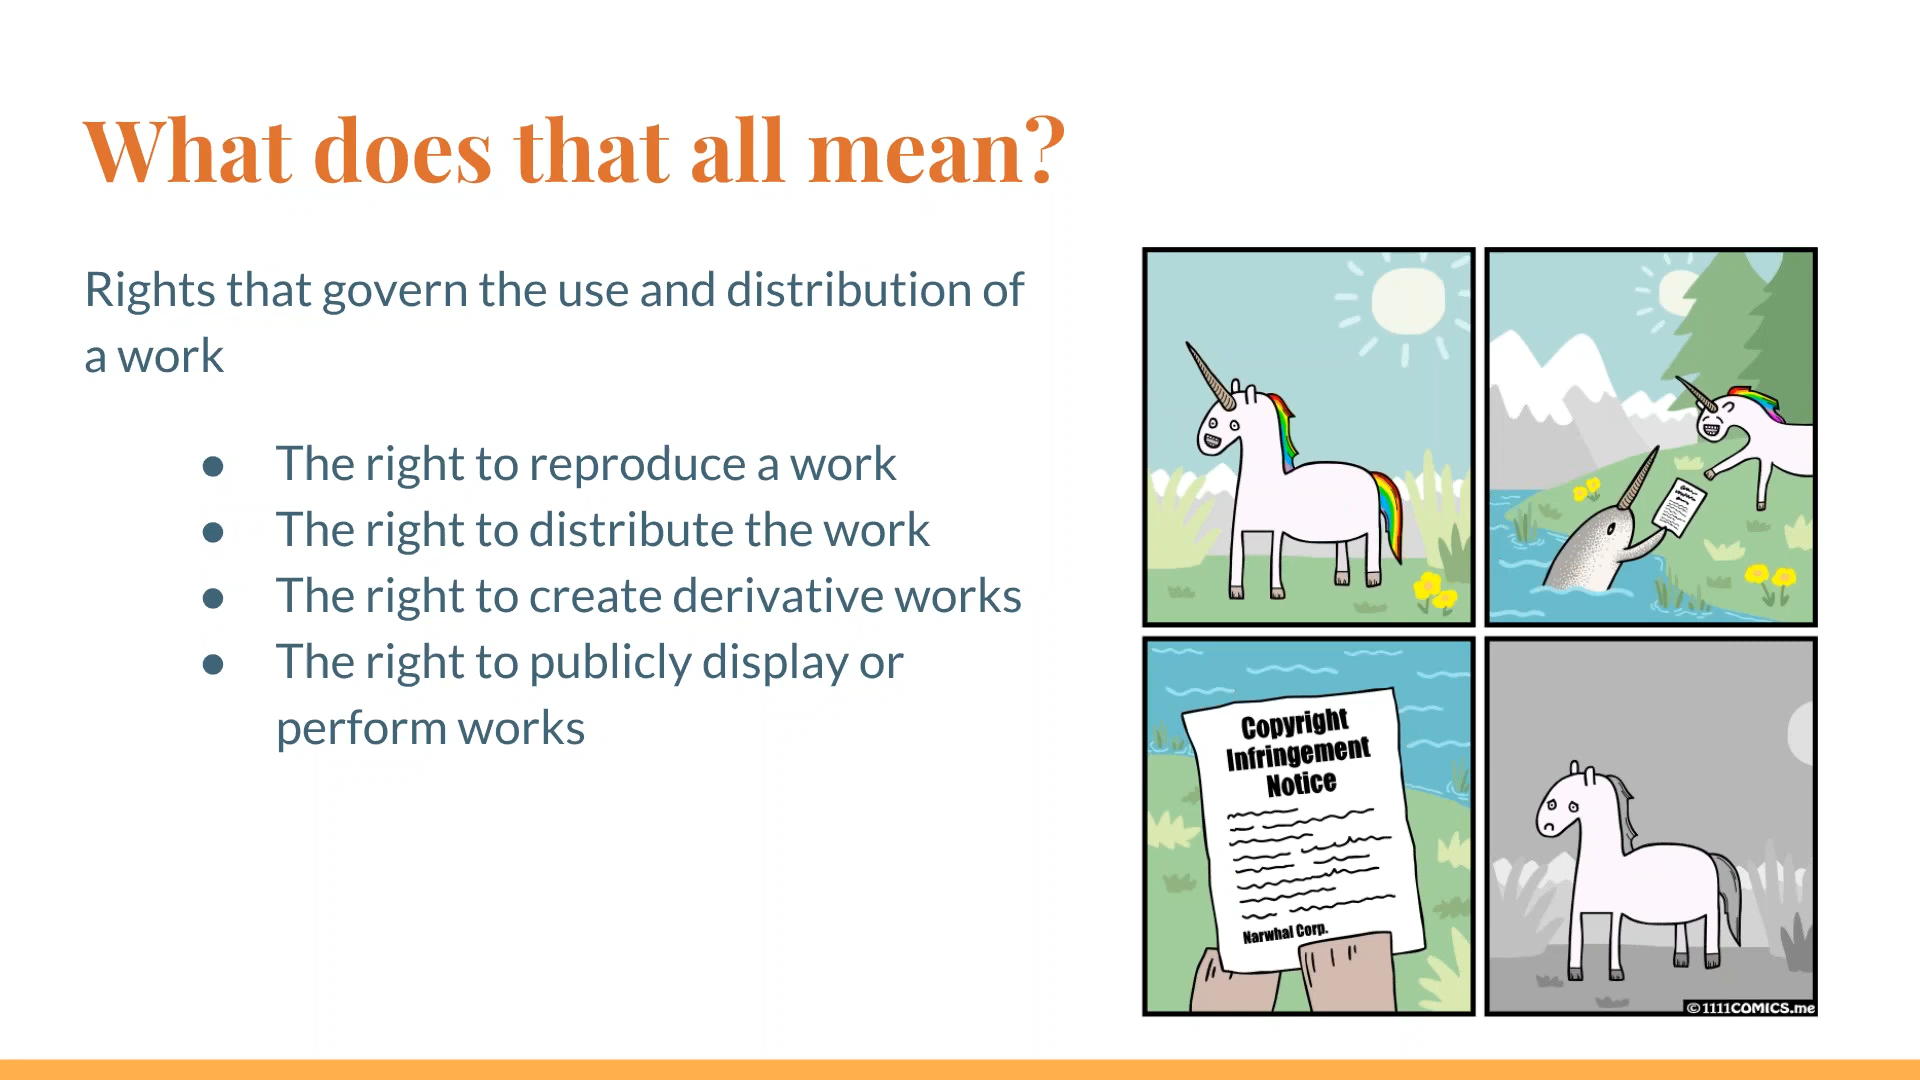 What does that all mean?
Rights that govern the use and distribution of
a work
● The right to reproduce a work
● The right to distribute the work
● The right to create derivative works
● The right to publicly display or
perform works
Copyright
Infringement
Notice
Narwhal Corp.
©1111COMICS.me